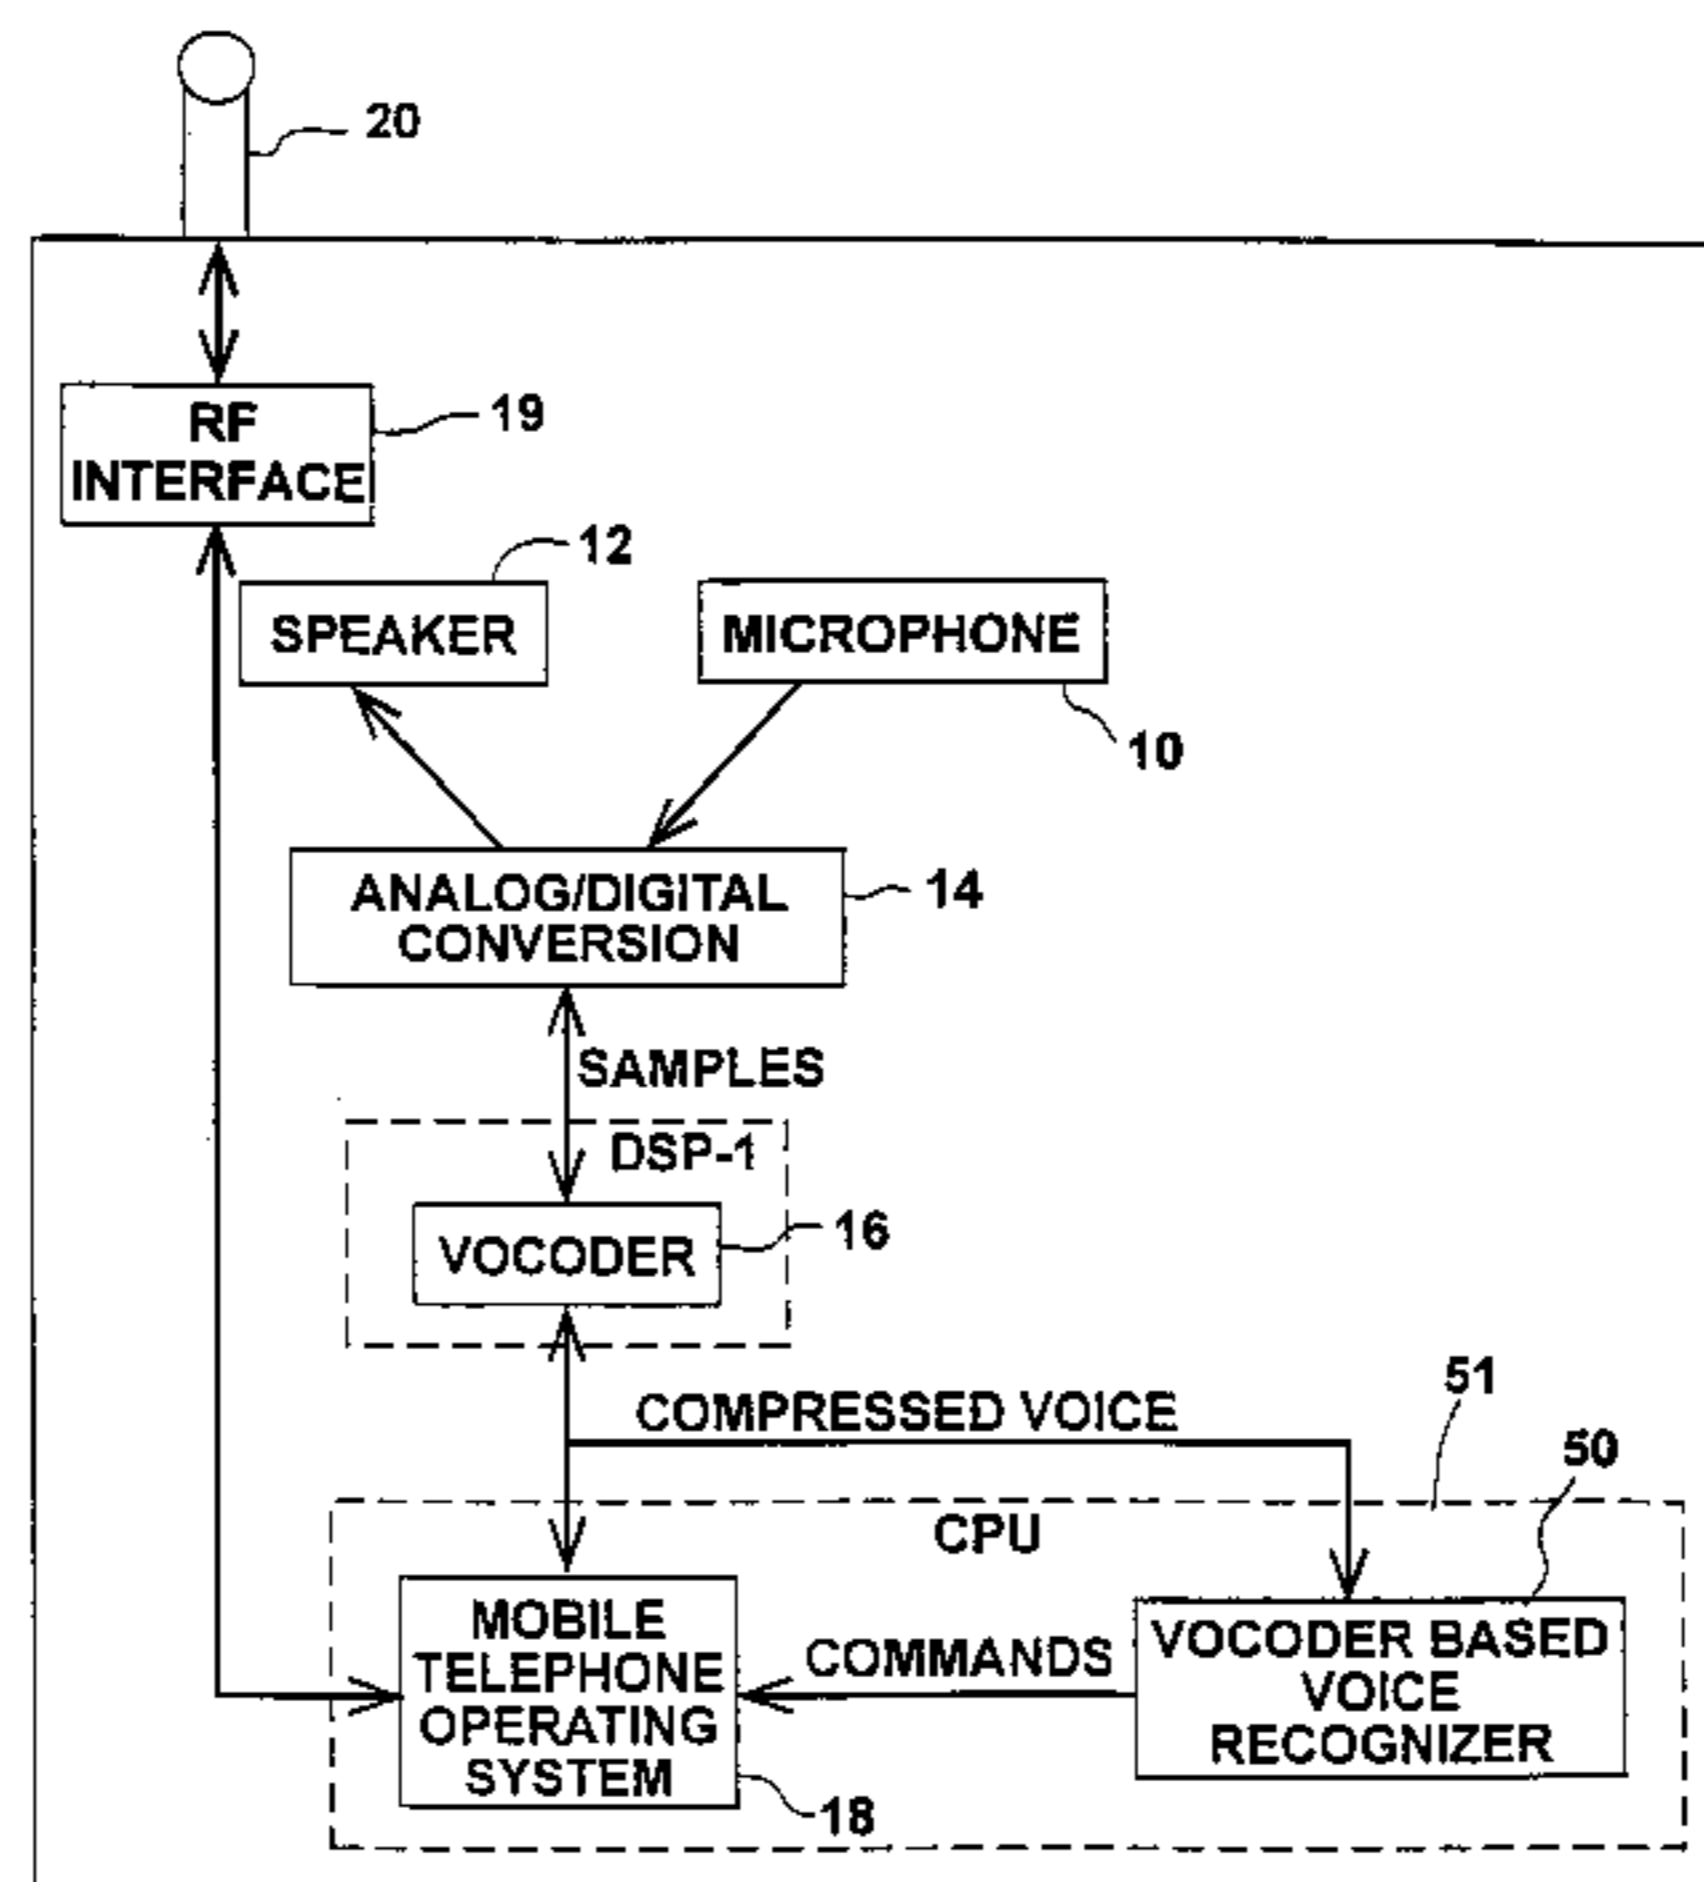 20
RF
INTERFACE
19
12
SPEAKER
MICROPHONE
10
ANALOG/DIGITAL
CONVERSION
14
SAMPLES
DSP-1
VOCODER
16
COMPRESSED VOICE
51
50
CPU
MOBILE
TELEPHONE
OPERATING
SYSTEM
18
COMMANDS
VOCODER BASED
VOICE
RECOGNIZER